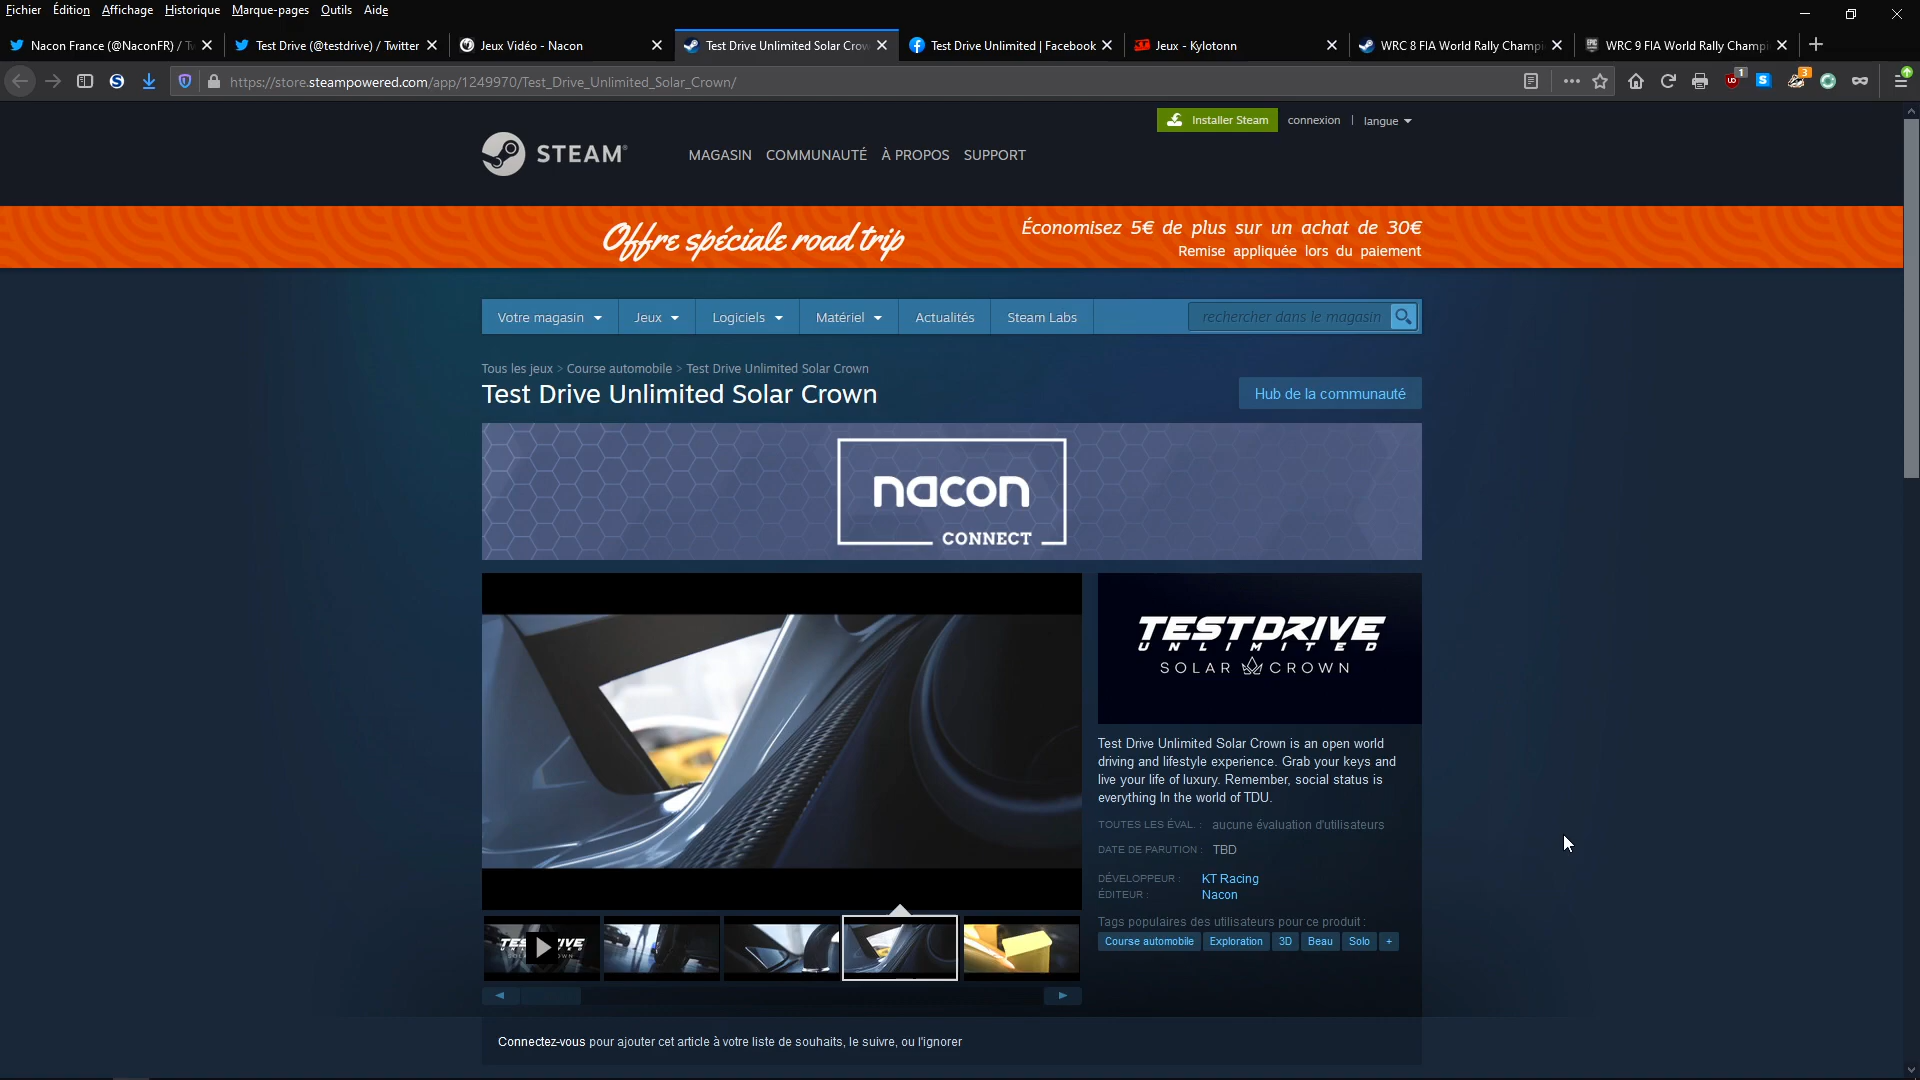 Fichier Édition Affichage Historique Marque-pages Outils Aide
Nacon France (@NaconFR) / Tw
Test Drive (@testdrive) / Twitter
Jeux Vidéo - Nacon
Test Drive Unlimited Solar Crow
Test Drive Unlimited | Facebook
Jeux - Kylotonn
WRC 8 FIA World Rally Champi
WRC 9 FIA World Rally Champi
https://store.steampowered.com/app/1249970/Test_Drive_Unlimited_Solar_Crown/
1
3
Installer Steam connexion | langue
STEAM®
MAGASIN COMMUNAUTÉ À PROPOS SUPPORT
Offre spéciale road trip
Économisez 5€ de plus sur un achat de 30€
Remise appliquée lors du paiement
Votre magasin Jeux Logiciels Matériel Actualités Steam Labs rechercher dans le magasin
Tous les jeux > Course automobile > Test Drive Unlimited Solar Crown
Test Drive Unlimited Solar Crown
Hub de la communauté
nacon
CONNECT
TEST DRIVE
UNLIMITED
SOLAR CROWN
Test Drive Unlimited Solar Crown is an open world
driving and lifestyle experience. Grab your keys and
live your life of luxury. Remember, social status is
everything In the world of TDU.
TOUTES LES ÉVAL. : aucune évaluation d'utilisateurs
DATE DE PARUTION : TBD
DÉVELOPPEUR : KT Racing
ÉDITEUR : Nacon
Tags populaires des utilisateurs pour ce produit :
Course automobile Exploration 3D Beau Solo +
Connectez-vous pour ajouter cet article à votre liste de souhaits, le suivre, ou l'ignorer